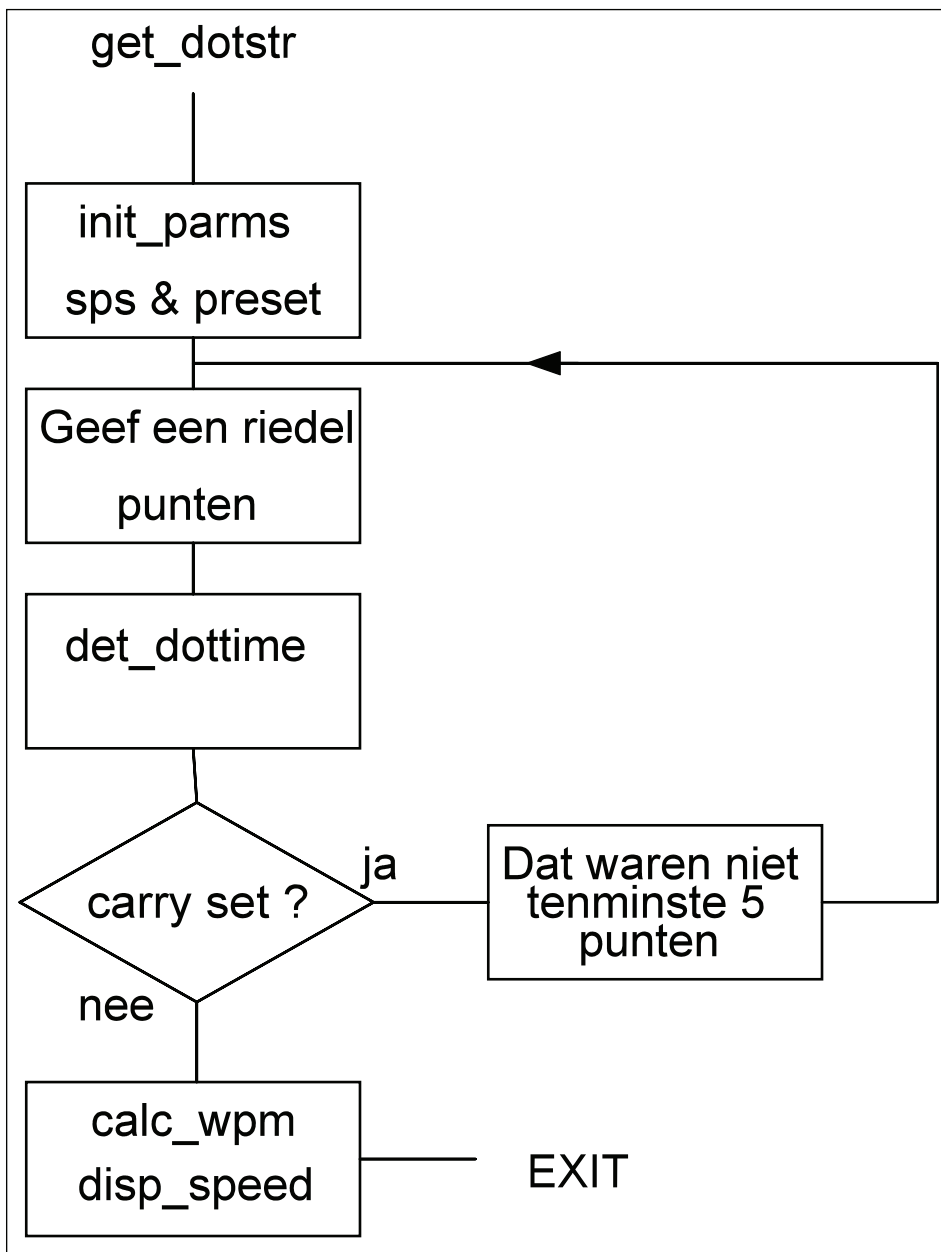 get_dotstr
init_parms
sps & preset
Geef een riedel
punten
det_dottime
carry set ?
ja
Dat waren niet
tenminste 5
punten
nee
calc_wpm
disp_speed
EXIT